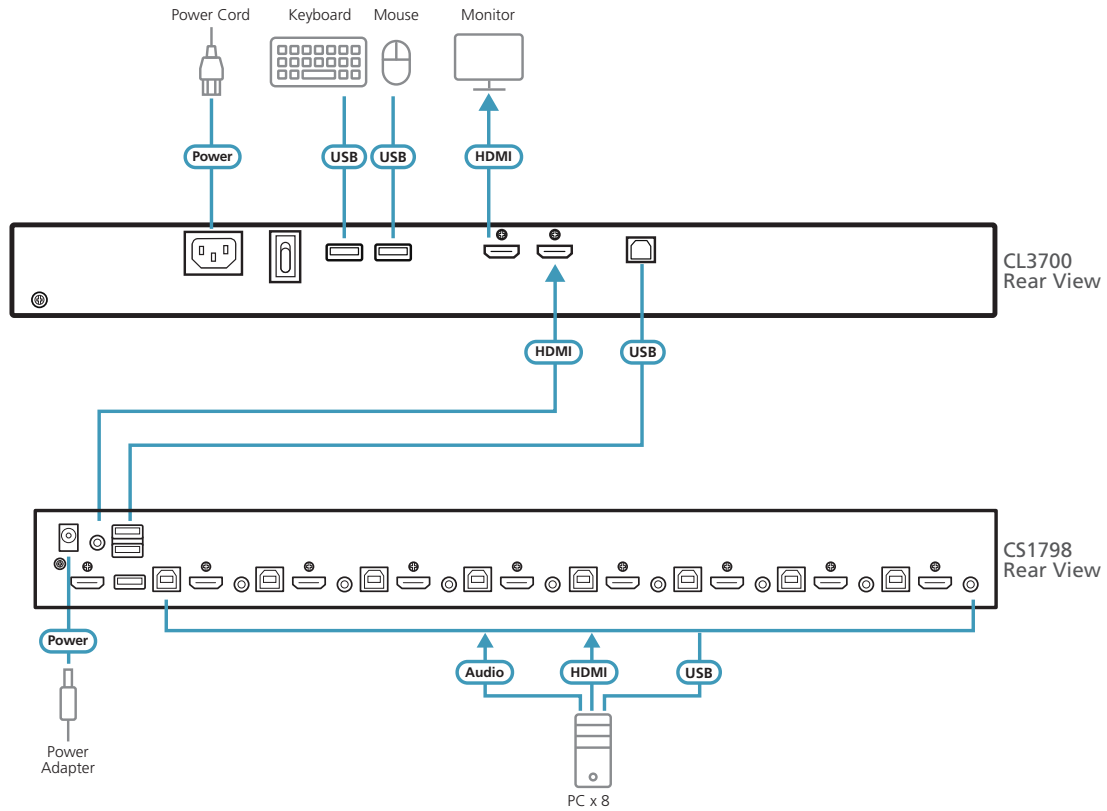 Power Cord
Keyboard
Mouse
Monitor
Power
USB
USB
HDMI
CL3700
Rear View
HDMI
USB
CS1798
Rear View
Power
Audio
HDMI
USB
Power
Adapter
PC x 8